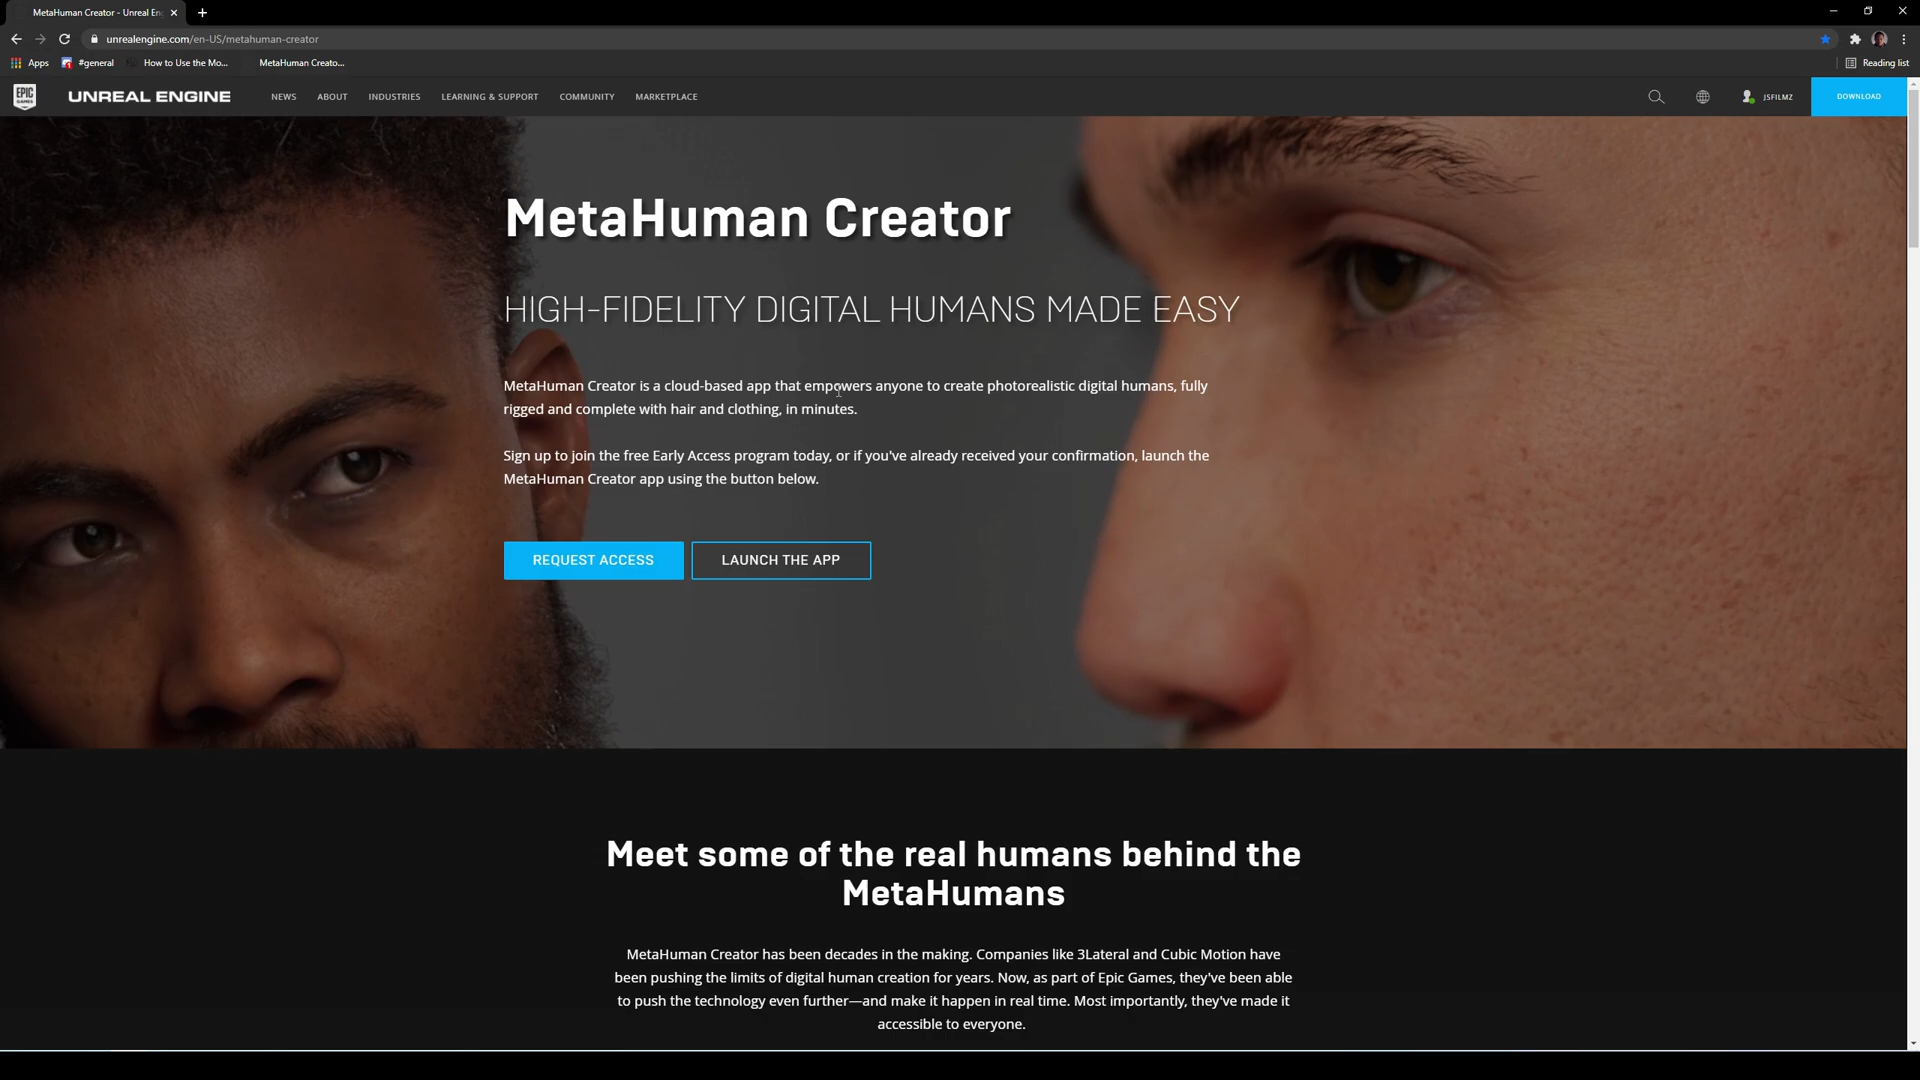 MetaHuman Creator - Unreal En
unrealengine.com/en-US/metahuman-creator
Apps
#general
How to Use the Mo...
MetaHuman Creato...
Reading list
EPIC GAMES
UNREAL ENGINE
NEWS
ABOUT
INDUSTRIES
LEARNING & SUPPORT
COMMUNITY
MARKETPLACE
JSFILMZ
DOWNLOAD
MetaHuman Creator
HIGH-FIDELITY DIGITAL HUMANS MADE EASY
MetaHuman Creator is a cloud-based app that empowers anyone to create photorealistic digital humans, fully
rigged and complete with hair and clothing, in minutes.
Sign up to join the free Early Access program today, or if you've already received your confirmation, launch the
MetaHuman Creator app using the button below.
REQUEST ACCESS
LAUNCH THE APP
Meet some of the real humans behind the
MetaHumans
MetaHuman Creator has been decades in the making. Companies like 3Lateral and Cubic Motion have
been pushing the limits of digital human creation for years. Now, as part of Epic Games, they've been able
to push the technology even further—and make it happen in real time. Most importantly, they've made it
accessible to everyone.